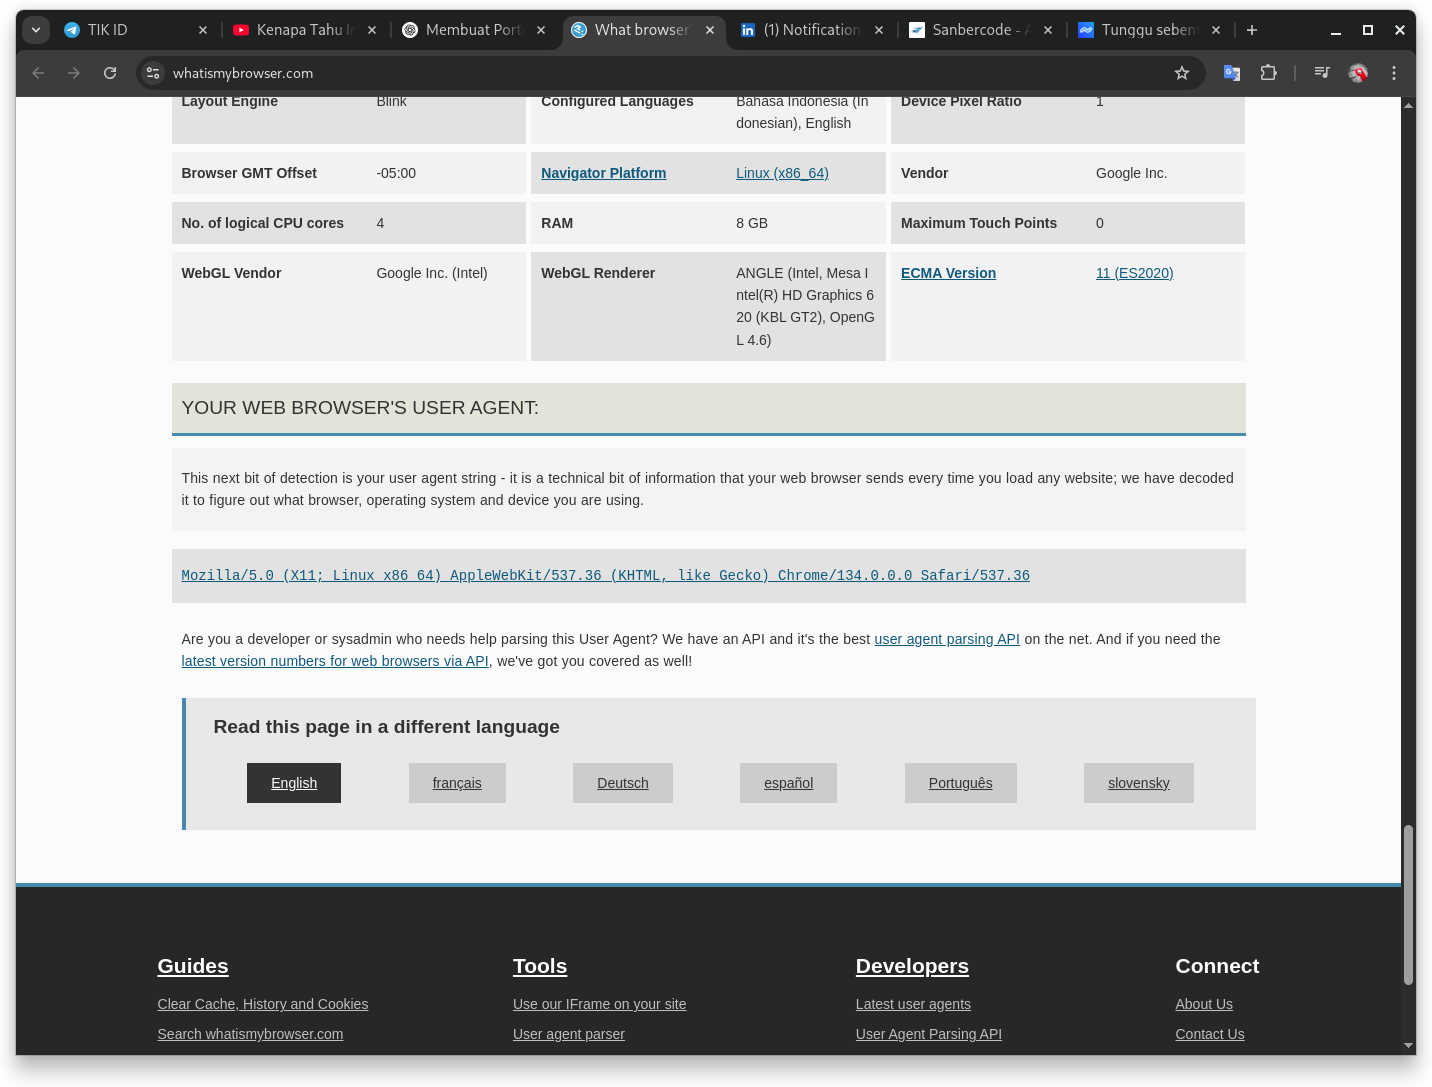 TIK ID
Kenapa Tahu
Membuat Port
What browser
(1) Notification
Sanbercode -
Tunggu seben
whatismybrowser.com
Layout Engine
Blink
Configured Languages
Bahasa Indonesia (In
donesian), English
Device Pixel Ratio
1
Browser GMT Offset
-05:00
Navigator Platform
Linux (x86_64)
Vendor
Google Inc.
No. of logical CPU cores
4
RAM
8 GB
Maximum Touch Points
0
WebGL Vendor
Google Inc. (Intel)
WebGL Renderer
ANGLE (Intel, Mesa I
ntel(R) HD Graphics 6
20 (KBL GT2), OpenG
L 4.6)
ECMA Version
11 (ES2020)
YOUR WEB BROWSER'S USER AGENT:
This next bit of detection is your user agent string - it is a technical bit of information that your web browser sends every time you load any website; we have decoded
it to figure out what browser, operating system and device you are using.
Mozilla/5.0 (X11; Linux x86_64) AppleWebKit/537.36 (KHTML, like Gecko) Chrome/134.0.0.0 Safari/537.36
Are you a developer or sysadmin who needs help parsing this User Agent? We have an API and it's the best user agent parsing API on the net. And if you need the
latest version numbers for web browsers via API, we've got you covered as well!
Read this page in a different language
English
français
Deutsch
español
Português
slovensky
Guides
Clear Cache, History and Cookies
Search whatismybrowser.com
Tools
Use our IFrame on your site
User agent parser
Developers
Latest user agents
User Agent Parsing API
Connect
About Us
Contact Us